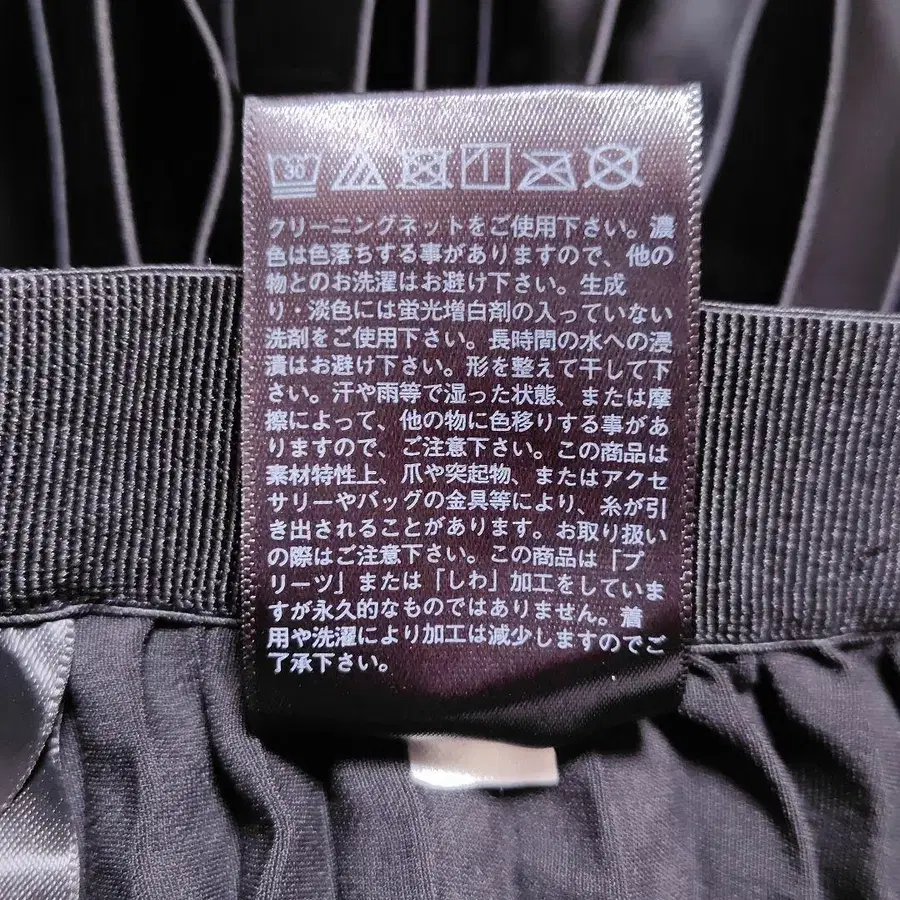 30
クリーニングネットをご使用下さい。濃
色は色落ちする事がありますので、他の
物とのお洗濯はお避け下さい。生成
り・淡色には蛍光増白剤の入っていない
洗剤をご使用下さい。長時間の水への浸
漬はお避け下さい。形を整えて干して下
さい。汗や雨等で湿った状態、または摩
擦によって、他の物に色移りする事があ
りますので、ご注意下さい。この商品は
素材特性上、爪や突起物、またはアクセ
サリーやバッグの金具等により、糸が引
き出されることがあります。お取り扱い
の際はご注意下さい。この商品は「プ
リーツ」または「しわ」加工をしていま
すが永久的なものではありません。着
用や洗濯により加工は減少しますのでご
了承下さい。